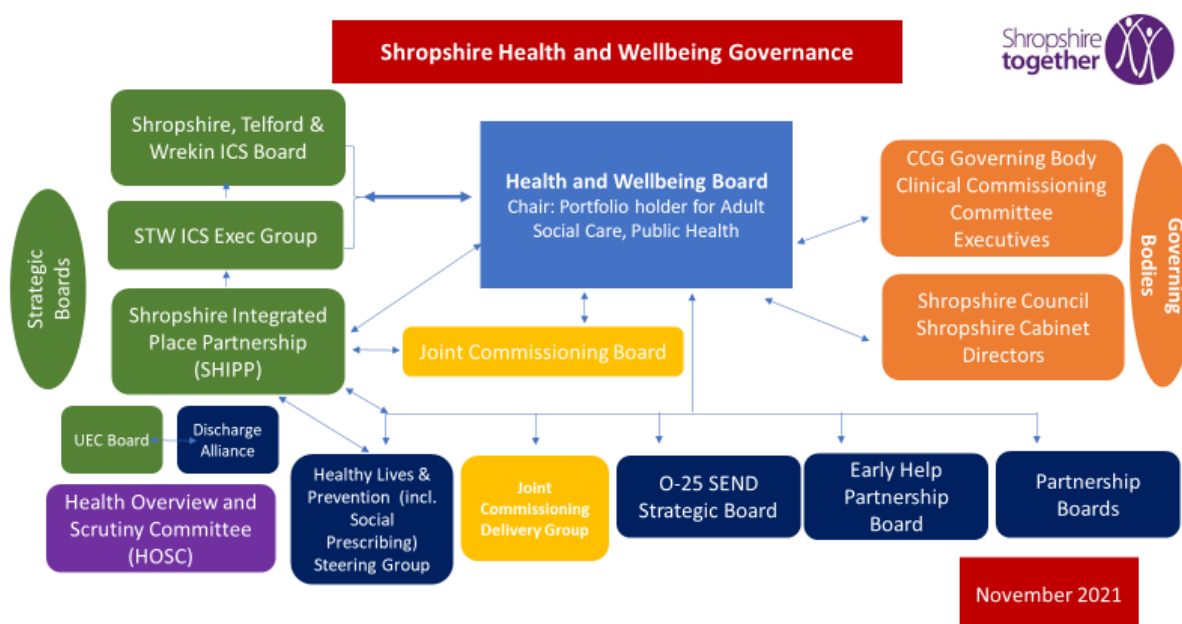 Shropshire Health and Wellbeing Governance
Shropshire
together
Shropshire, Telford &
Wrekin ICS Board
STW ICS Exec Group
Shropshire Integrated
Place Partnership
(SHIPP)
Strategic
Boards
Health and Wellbeing Board
Chair: Portfolio holder for Adult
Social Care, Public Health
Joint Commissioning Board
CCG Governing Body
Clinical Commissioning
Committee
Executives
Shropshire Council
Shropshire Cabinet
Directors
Governing
Bodies
UEC Board
Discharge
Alliance
Health Overview and
Scrutiny Committee
(HOSC)
Healthy Lives &
Prevention (incl.
Social
Prescribing)
Steering Group
Joint
Commissioning
Delivery Group
O-25 SEND
Strategic Board
Early Help
Partnership
Board
Partnership
Boards
November 2021